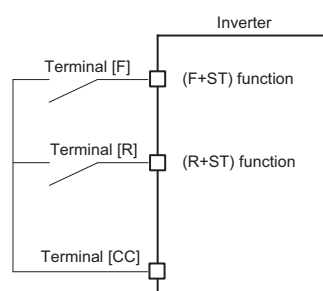 Inverter
Terminal [F]
(F+ST) function
Terminal [R]
(R+ST) function
Terminal [CC]